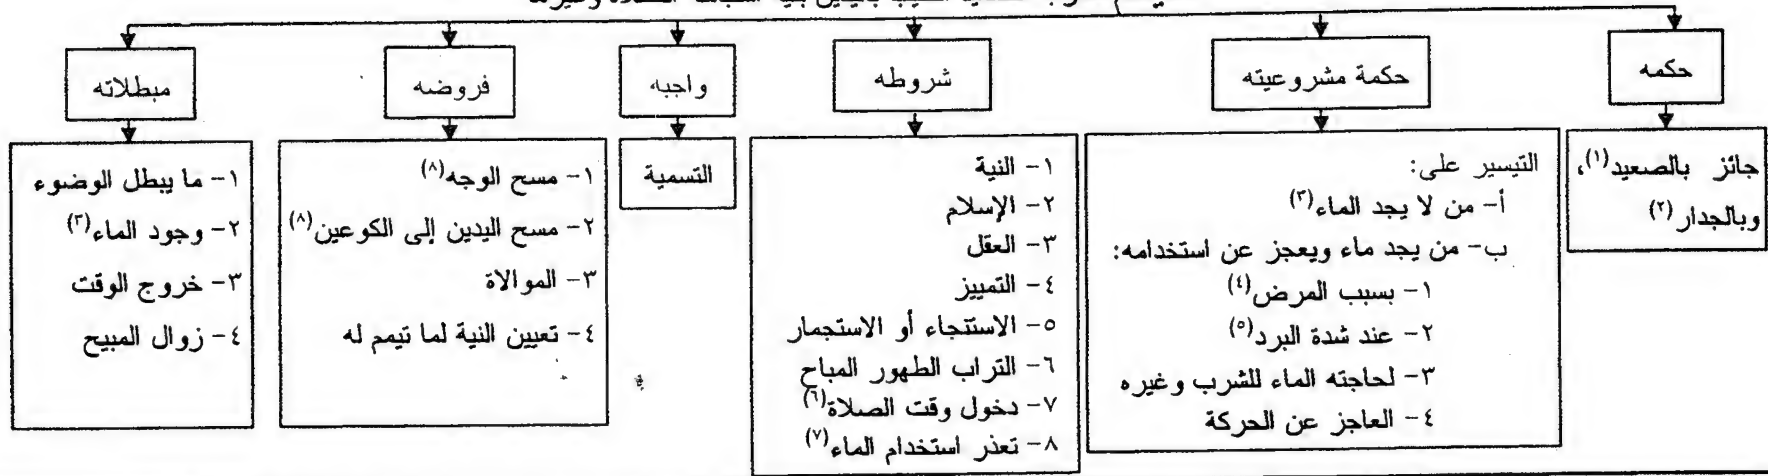 حكمه
حكمة مشروعيته
شروطه
واجبه
فروضه
مبطلاته
جائز بالصعيد(١)،
وبالجدار(٢)
التيسير على:
أ- من لا يجد الماء(٣)
ب- من يجد ماء ويعجز عن استخدامه:
١- بسبب المرض(٤)
٢- عند شدة البرد(٥)
٣- لحاجته الماء للشرب وغيره
٤- العاجز عن الحركة
١- النية
٢- الإسلام
٣- العقل
٤- التمييز
٥- الاستنجاء أو الاستجمار
٦- التراب الطهور المباح
٧- دخول وقت الصلاة(٦)
٨- تعذر استخدام الماء(٧)
التسمية
١- مسح الوجه(٨)
٢- مسح اليدين إلى الكوعين(٨)
٣- الموالاة
٤- تعيين النية لما تيمم له
١- ما يبطل الوضوء
٢- وجود الماء(٣)
٣- خروج الوقت
٤- زوال المبيح